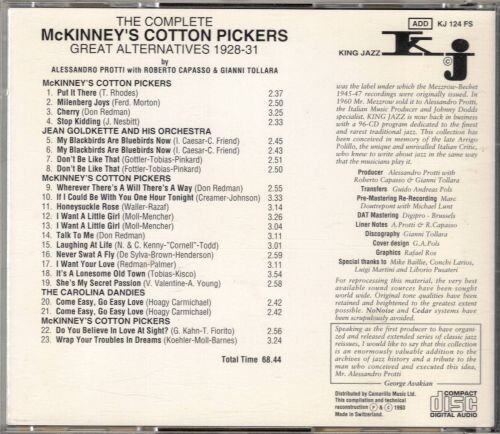 THE COMPLETE
McKINNEY'S COTTON PICKERS
GREAT ALTERNATIVES 1928-31
by
ALESSANDRO PROTTI with ROBERTO CAPASSO & GIANNI TOLLARA
McKINNEY'S COTTON PICKERS
1. Put It There (T. Rhodes) 2.37
2. Milenberg Joys (Ferd. Morton) 2.50
3. Cherry (Don Redman) 3.25
4. Stop Kidding (J. Nesbitt) 2.33
JEAN GOLDKETTE AND HIS ORCHESTRA
5. My Blackbirds Are Bluebirds Now (I. Caesar-C. Friend) 2.45
6. My Blackbirds Are Bluebirds Now (I. Caesar-C. Friend) 2.43
7. Don't Be Like That (Gottler-Tobias-Pinkard) 2.51
8. Don't Be Like That (Fottler-Tobias-Pinkard) 2.51
McKINNEY'S COTTON PICKERS
9. Wherever There's A Will There's A Way (Don Redman) 2.53
10. If I Could Be With You One Hour Tonight (Creamer-Johnson) 3.32
11. Honeysuckle Rose (Waller-Razaf) 3.14
12. I Want A Little Girl (Moll-Mencher) 3.26
13. I Want A Little Girl (Moll-Mencher) 3.14
14. Talk To Me (Don Redman) 3.23
15. Laughing At Life (N. & C. Kenny-"Cornell"-Todd) 3.01
16. Never Swat A Fly (De Sylva-Brown-Henderson) 2.59
17. I Want Your Love (Redman-Palmer) 3.11
18. It's A Lonesome Old Town (Tobias-Kisco) 3.54
19. She's My Secret Passion (V. Valentine-A. Young) 2.58
THE CAROLINA DANDIES
20. Come Easy, Go Easy Love (Hoagy Carmichael) 2.58
21. Come Easy, Go Easy Love (Hoagy Carmichael) 3.01
McKINNEY'S COTTON PICKERS
22. Do You Believe In Love At Sight? (G. Kahn-T. Fiorito) 2.56
23. Wrap Your Troubles In Dreams (Koehler-Moll-Barnes) 3.24
Total Time 68.44
ADD
KJ 124 FS
KING JAZZ
K
J
was the label under which the Mezzrow-Bechet
1945-47 recordings were originally issued. In
1960 Mr. Mezzrow sold it to Alessandro Protti,
the Italian Music Producer and Johnny Dodds
specialist. KING JAZZ is now back in business
with a 96-CD program dedicated to the finest
and rarest traditional jazz. This collection has
been conceived in memory of the late Arrigo
Polillo, the unique and unrivalled Italian Critic,
who knew to write about jazz in the same way
that the musicians play it.
Producer Alessandro Protti with
Roberto Capasso & Gianni Tollara
Transfers Guido Andreas Pols
Pre-Mastering Re-Recording Marc
Doutrepont with Michael Lunt
DAT Mastering Digipro - Brussels
Liner Notes A.Protti & R.Capasso
Discography Gianni Tollara
Cover design G.A.Pols
Graphics Rafael Ros
Special thanks to Mike Baillie, Conchi Larios,
Luigi Martini and Liborio Pusateri
For reprocessing this material, the very best
available sound sources have been sought
world wide. Original tone qualities have been
retained and brightened to the greatest extent
possible. NoNoise and Cedar systems have
been scrupulously avoided.
Speaking as the first producer to have organi-
zed and released extended series of classic jazz
reissues, I would like to say that this collection
is an enormously valuable addition to the
archives of jazz history and a tribute to the
man who conceived and executed this idea,
Mr. Alessandro Protti
George Avakian
Distributed by Camarillo Music Ltd.
This compilation and technical
reconstruction ℗ & © 1993
COMPACT
disc
DIGITAL AUDIO